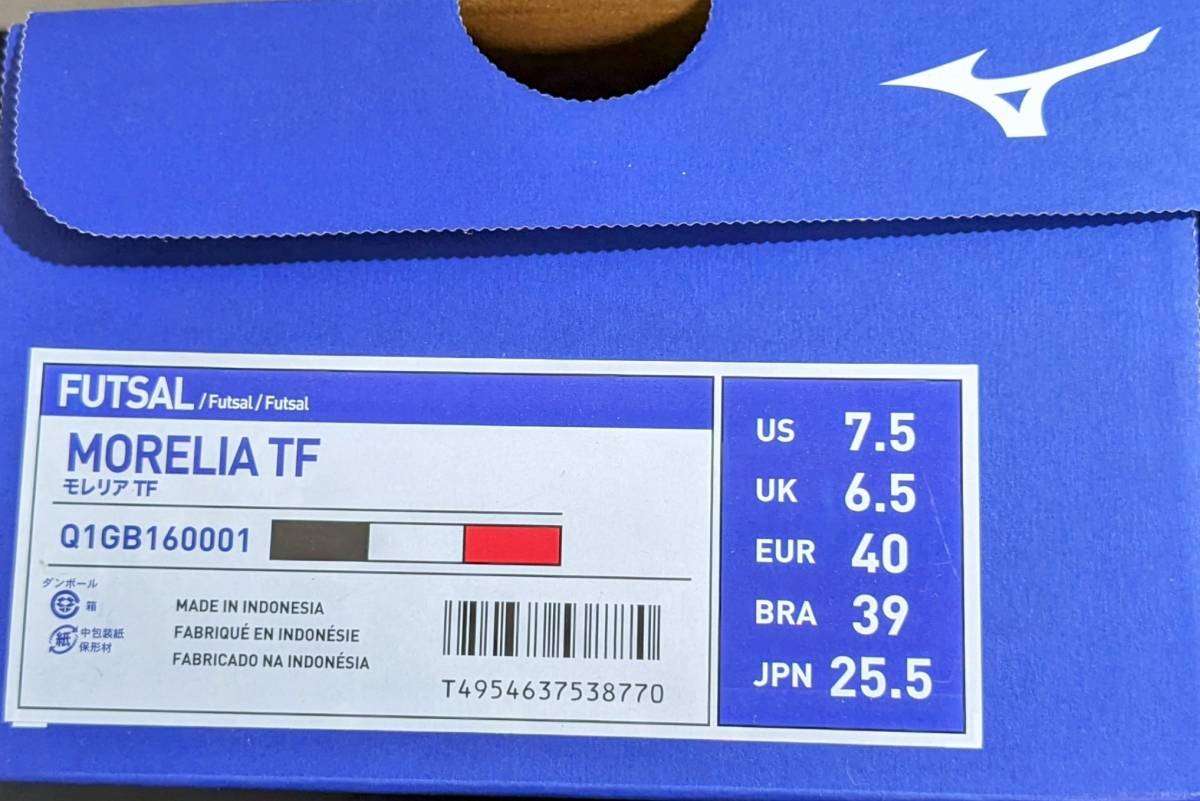 FUTSAL / Futsal / Futsal
MORELIA TF
モレリア TF
Q1GB160001
ダンボール
箱
紙 中包装紙
保形材
MADE IN INDONESIA
FABRIQUÉ EN INDONÉSIE
FABRICADO NA INDONÉSIA
T4954637538770
US 7.5
UK 6.5
EUR 40
BRA 39
JPN 25.5